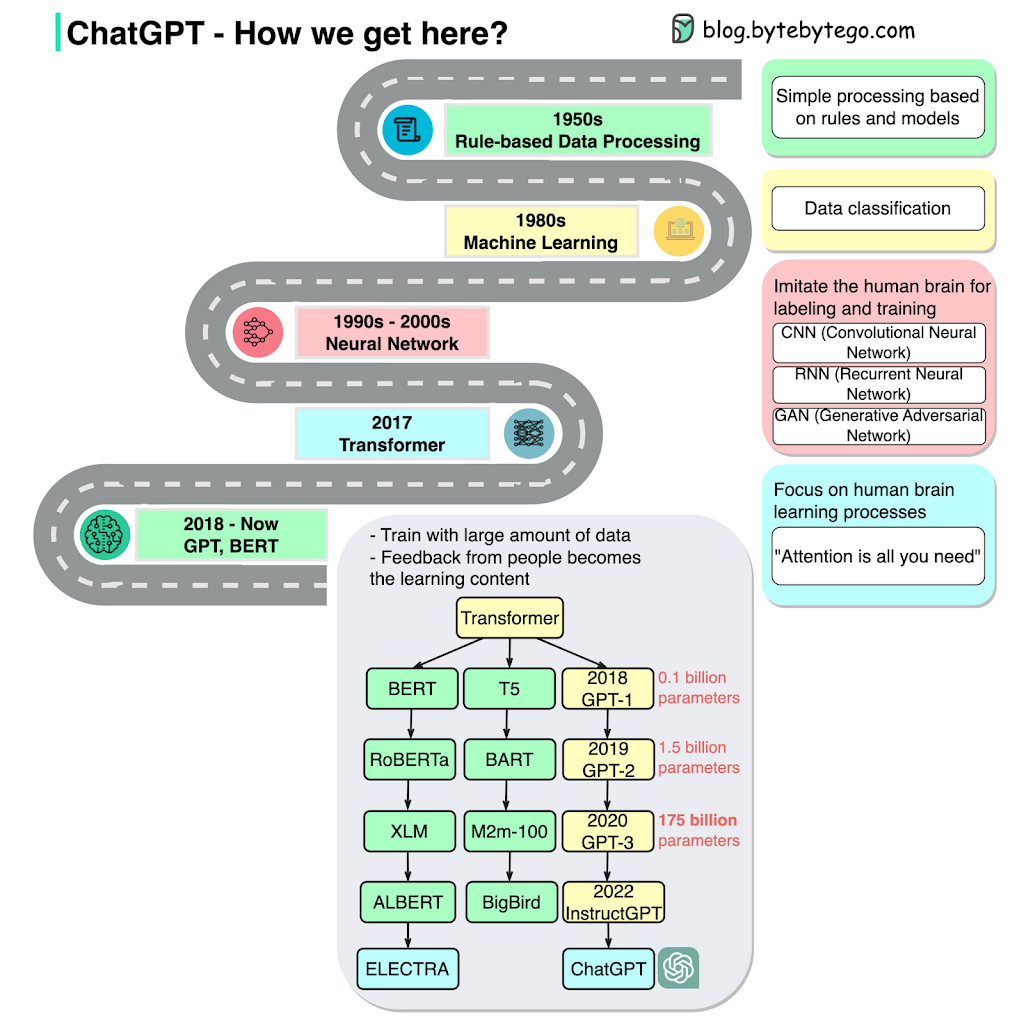 ChatGPT - How we get here?
blog.bytebytego.com
1950s
Rule-based Data Processing
Simple processing based
on rules and models
1980s
Machine Learning
Data classification
1990s - 2000s
Neural Network
Imitate the human brain for
labeling and training
CNN (Convolutional Neural
Network)
RNN (Recurrent Neural
Network)
GAN (Generative Adversarial
Network)
2017
Transformer
Focus on human brain
learning processes
"Attention is all you need"
2018 - Now
GPT, BERT
- Train with large amount of data
- Feedback from people becomes
the learning content
Transformer
BERT
T5
2018
GPT-1
0.1 billion
parameters
RoBERTa
BART
2019
GPT-2
1.5 billion
parameters
XLM
M2m-100
2020
GPT-3
175 billion
parameters
ALBERT
BigBird
2022
InstructGPT
ELECTRA
ChatGPT